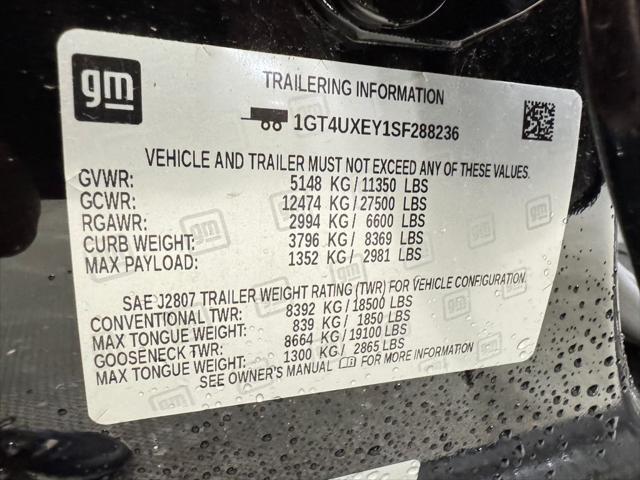 gm
TRAILERING INFORMATION
1GT4UXEY1SF288236
VEHICLE AND TRAILER MUST NOT EXCEED ANY OF THESE VALUES.
GVWR: 5148 KG / 11350 LBS
GCWR: 12474 KG / 27500 LBS
RGAWR: 2994 KG / 6600 LBS
CURB WEIGHT: 3796 KG / 8369 LBS
MAX PAYLOAD: 1352 KG / 2981 LBS
SAE J2807 TRAILER WEIGHT RATING (TWR) FOR VEHICLE CONFIGURATION.
CONVENTIONAL TWR: 8392 KG / 18500 LBS
MAX TONGUE WEIGHT: 839 KG / 1850 LBS
GOOSENECK TWR: 8664 KG / 19100 LBS
MAX TONGUE WEIGHT: 1300 KG / 2865 LBS
SEE OWNER'S MANUAL FOR MORE INFORMATION